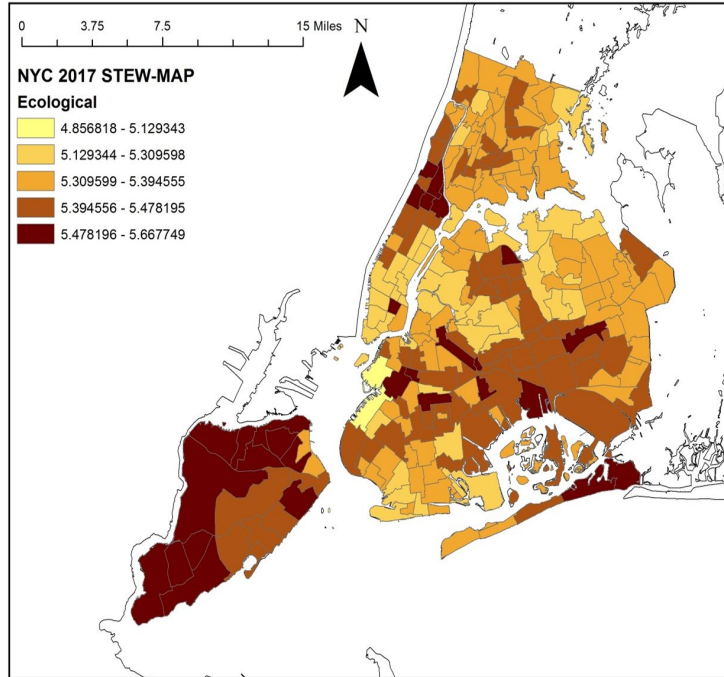 0 3.75 7.5 15 Miles
N
NYC 2017 STEW-MAP
Ecological
4.856818 - 5.129343
5.129344 - 5.309598
5.309599 - 5.394555
5.394556 - 5.478195
5.478196 - 5.667749